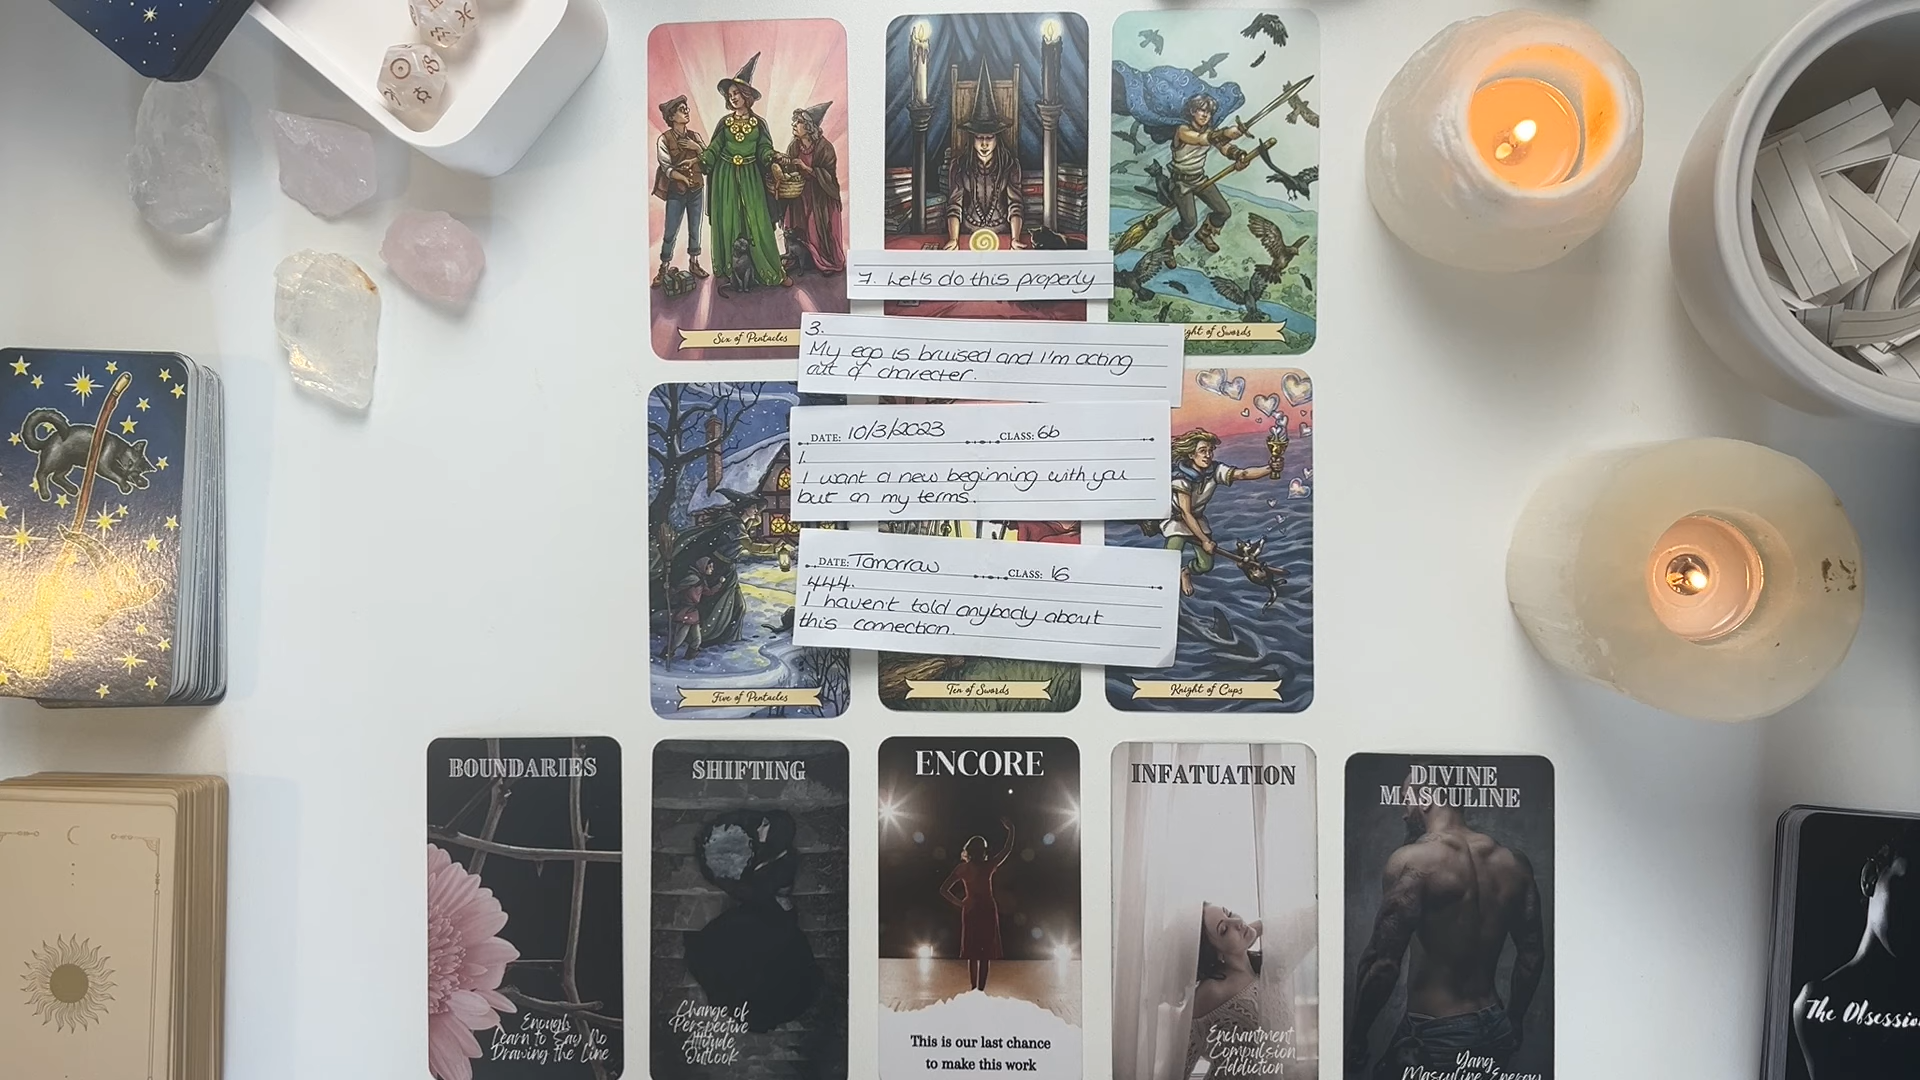 Six of Pentacles
ght of Swords
7. Let's do this properly
3.
My ego is bruised and I'm acting
out of charecter.
DATE: 10/3/2023 CLASS: 6b
1.
I want a new beginning with you
but on my terms.
DATE: Tomorrow CLASS: 16
444.
I haven't told anybody about
this connection.
Five of Pentacles
Ten of Swords
Knight of Cups
BOUNDARIES
Enough
Learn to Say No
Drawing the Line
SHIFTING
Change of
Perspective
Attitude
Outlook
ENCORE
This is our last chance
to make this work
INFATUATION
Enchantment
Compulsion
Addiction
DIVINE
MASCULINE
Yang
Masculine Energy
The Obsessio